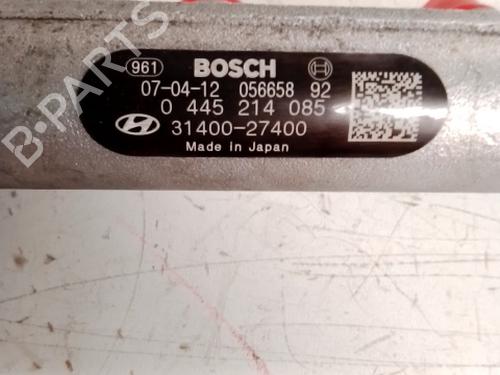 961 BOSCH
07-04-12 056658 92
0 445 214 085
31400-27400
Made in Japan
B-PARTS